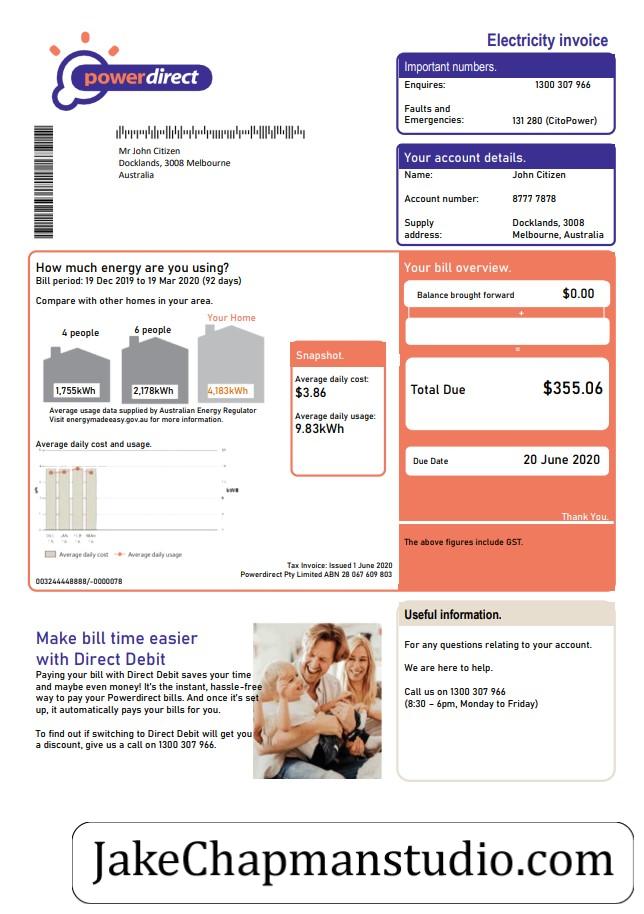 Electricity invoice
powerdirect
Important numbers.
Enquires: 1300 307 966
Faults and
Emergencies: 131 280 (CitoPower)
Mr John Citizen
Docklands, 3008 Melbourne
Australia
Your account details.
Name: John Citizen
Account number: 8777 7878
Supply Docklands, 3008
address: Melbourne, Australia
How much energy are you using?
Bill period: 19 Dec 2019 to 19 Mar 2020 (92 days)
Compare with other homes in your area.
4 people
6 people
Your Home
1,755kWh
2,178kWh
4,183kWh
Average usage data supplied by Australian Energy Regulator
Visit energymadeeasy.gov.au for more information.
Snapshot.
Average daily cost:
$3.86
Average daily usage:
9.83kWh
Average daily cost and usage.
$
kWh
Average daily cost
Average daily usage
Tax Invoice: Issued 1 June 2020
Powerdirect Pty Limited ABN 28 067 609 803
003244448888/-0000078
Your bill overview.
Balance brought forward $0.00
+
=
Total Due $355.06
Due Date 20 June 2020
Thank You.
The above figures include GST.
Make bill time easier
with Direct Debit
Paying your bill with Direct Debit saves your time
and maybe even money! It's the instant, hassle-free
way to pay your Powerdirect bills. And once it's set
up, it automatically pays your bills for you.
To find out if switching to Direct Debit will get you
a discount, give us a call on 1300 307 966.
Useful information.
For any questions relating to your account.
We are here to help.
Call us on 1300 307 966
(8:30 – 6pm, Monday to Friday)
JakeChapmanstudio.com